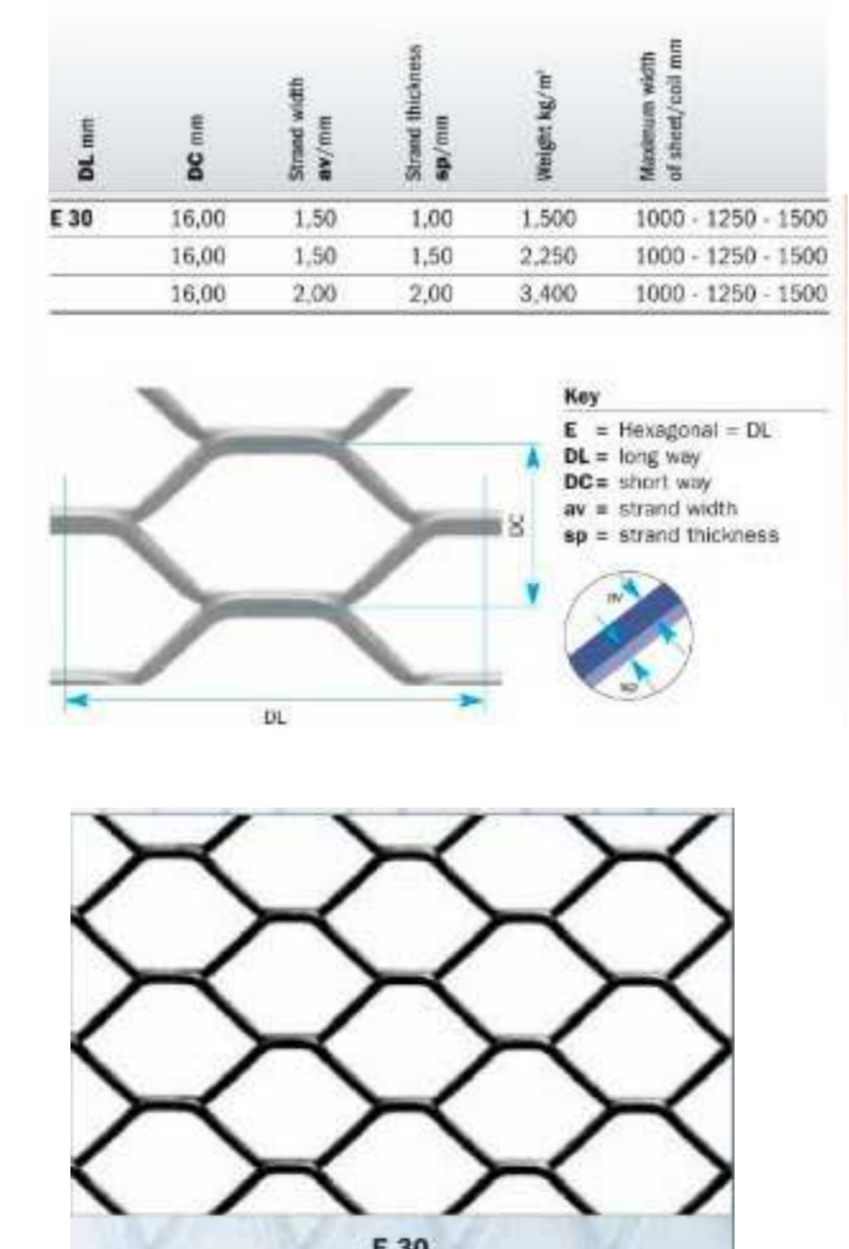 DL mm
DC mm
Strand width
av/mm
Strand thickness
sp/mm
Weight kg/m²
Maximum width
of sheet/coil mm
E 30 16,00 1,50 1,00 1,500 1000 - 1250 - 1500
16,00 1,50 1,50 2,250 1000 - 1250 - 1500
16,00 2,00 2,00 3,400 1000 - 1250 - 1500
Key
E = Hexagonal = DL
DL = long way
DC = short way
av = strand width
sp = strand thickness
DC
av
sp
DL
E 30